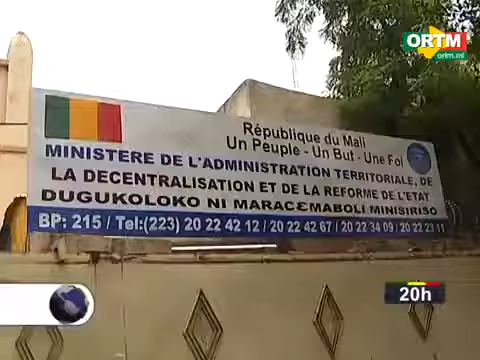 ORTM
ortm.ml
République du Mali
Un Peuple - Un But - Une Foi
MINISTERE DE L'ADMINISTRATION TERRITORIALE, DE
LA DECENTRALISATION ET DE LA REFORME DE L'ETAT
DUGUKOLOKO NI MARACƐMABOLI MINISIRISO
BP: 215 / Tel:(223) 20 22 42 12 / 20 22 42 67 / 20 22 34 09 / 20 22 23 11
20h